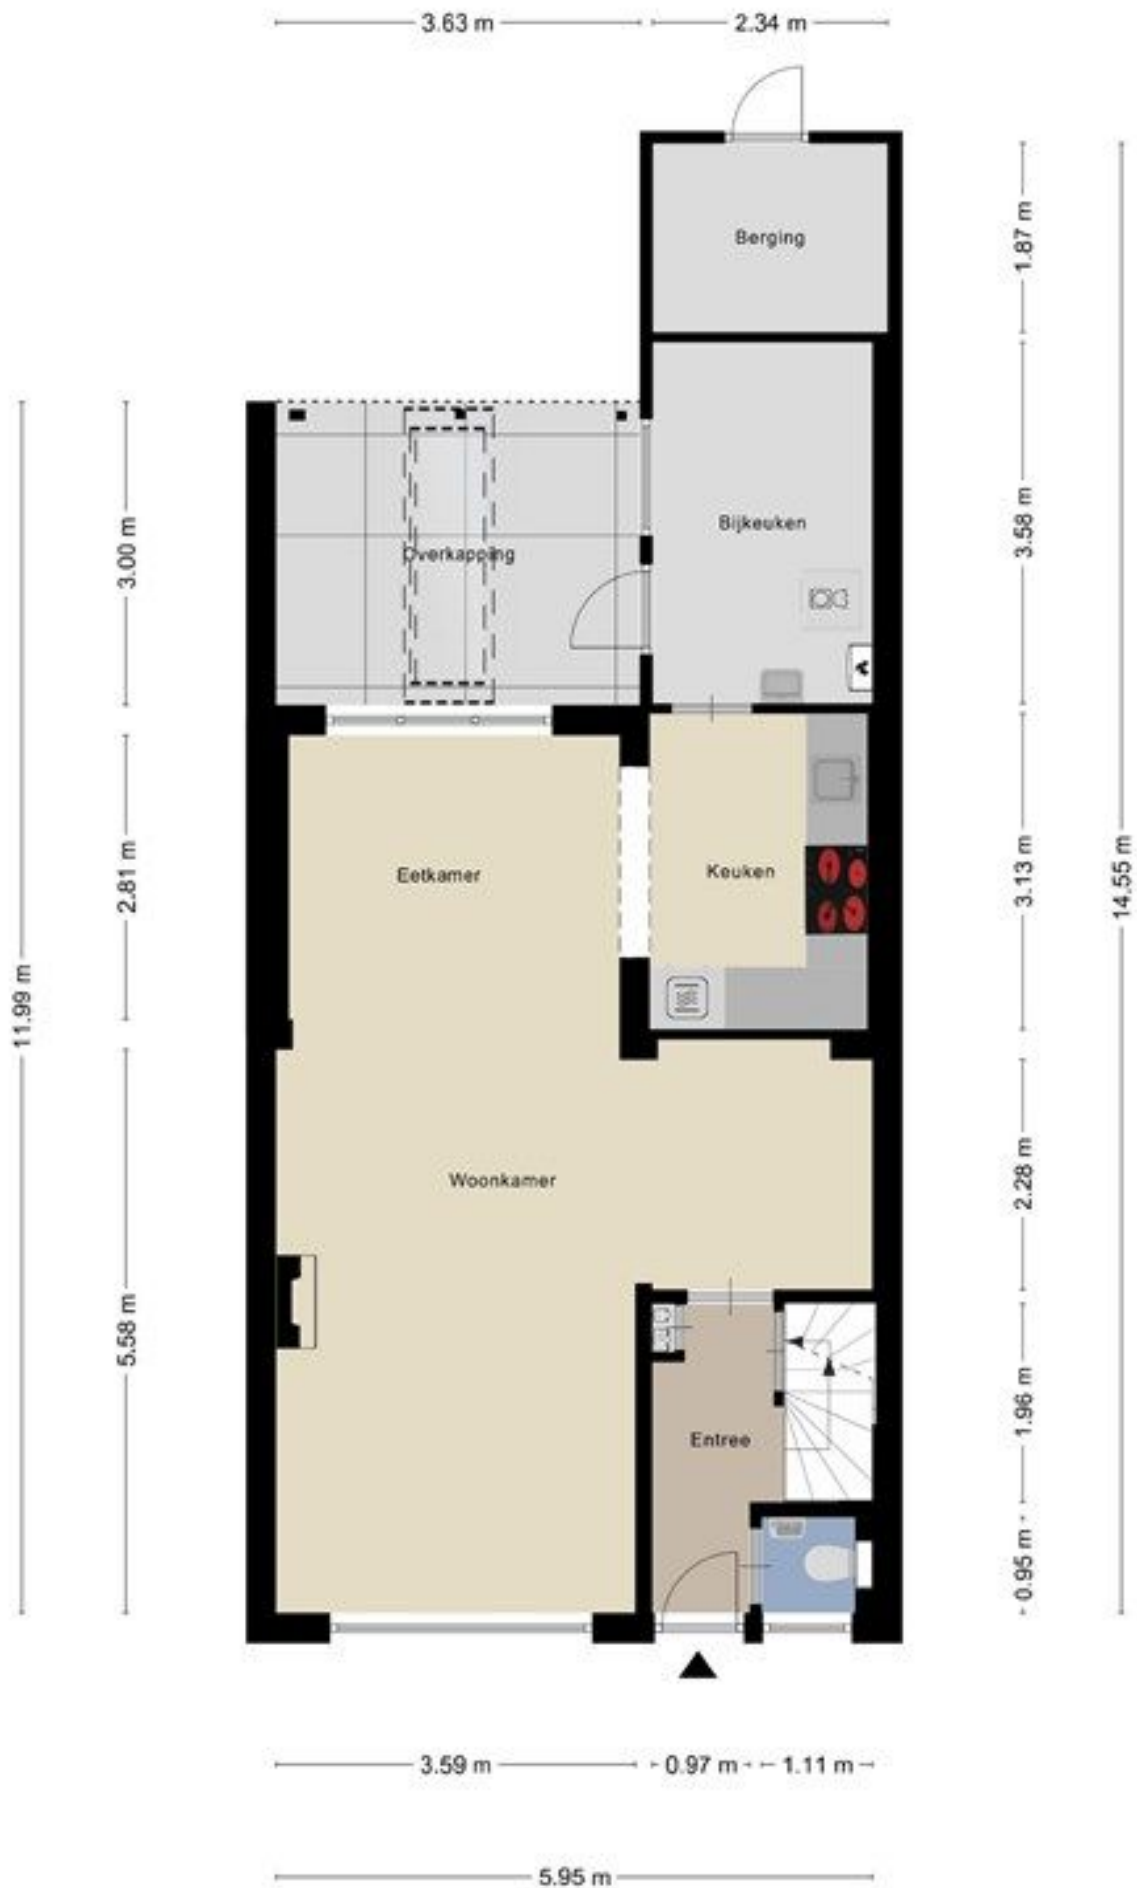 3.63 m
2.34 m
Berging
1.87 m
Bijkeuken
3.58 m
Overkapping
3.00 m
Eetkamer
Keuken
2.81 m
3.13 m
14.55 m
11.99 m
Woonkamer
2.28 m
5.58 m
1.96 m
Entree
0.95 m
3.59 m
0.97 m
1.11 m
5.95 m